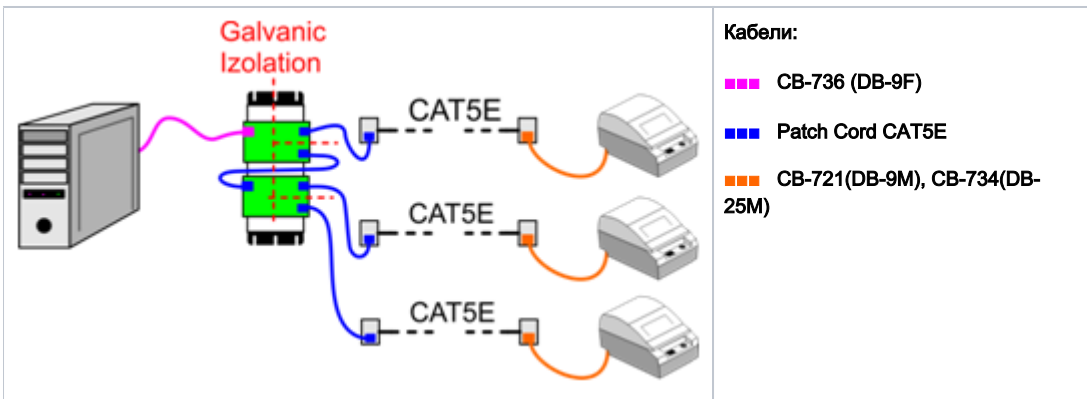 Galvanic
Izolation
CAT5E
CAT5E
CAT5E
Кабели:
CB-736 (DB-9F)
Patch Cord CAT5E
CB-721(DB-9M), CB-734(DB-
25M)